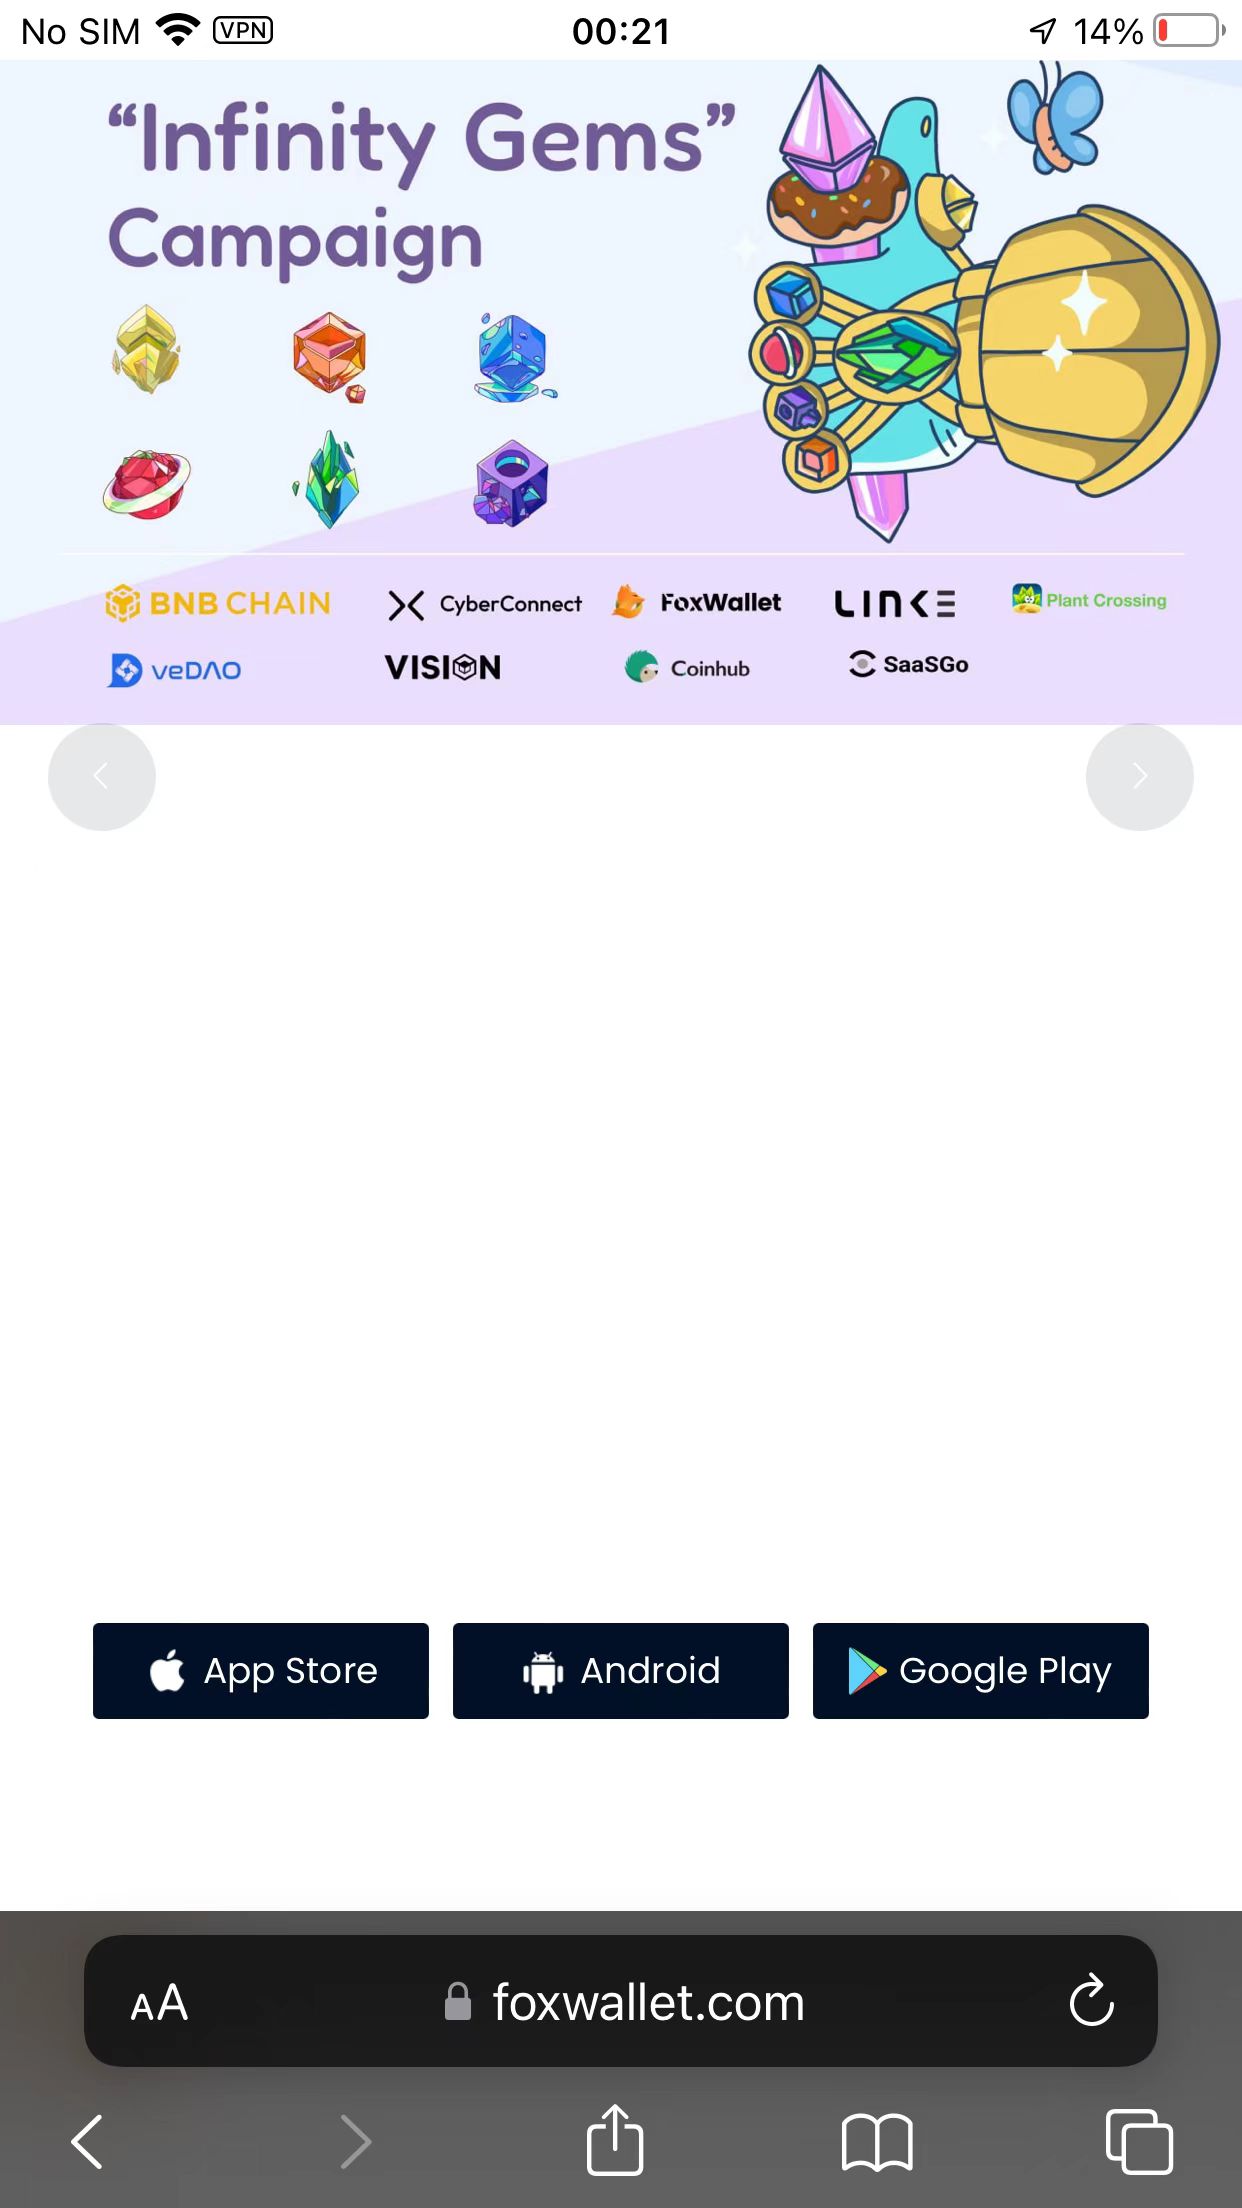 No SIM VPN 00:21 14%
“Infinity Gems”
Campaign
BNB CHAIN CyberConnect FoxWallet LINKE Plant Crossing
veDAO VISION Coinhub SaaSGo
App Store Android Google Play
AA foxwallet.com